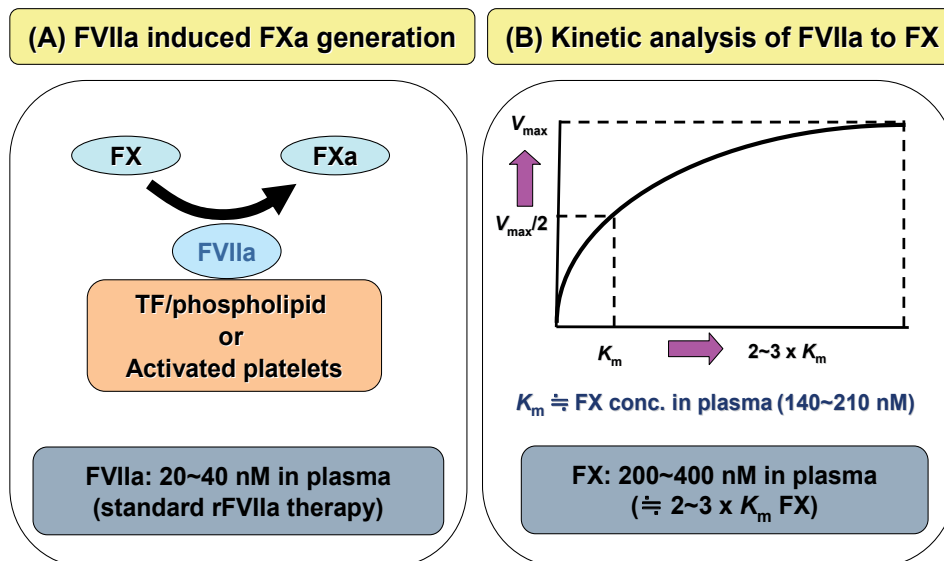 (A) FVIIa induced FXa generation
FX
FXa
FVIIa
TF/phospholipid
or
Activated platelets
FVIIa: 20~40 nM in plasma
(standard rFVIIa therapy)
(B) Kinetic analysis of FVIIa to FX
Vmax
Vmax/2
Km
2~3 x Km
Km ≒ FX conc. in plasma (140~210 nM)
FX: 200~400 nM in plasma
(≒ 2~3 x Km FX)